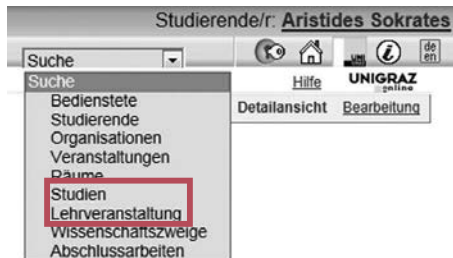 Studierende/r: Aristides Sokrates
Suche
de
en
Suche
Hilfe
UNIGRAZ
online
Bedienstete
Detailansicht Bearbeitung
Studierende
Organisationen
Veranstaltungen
Räume
Studien
Lehrveranstaltung
Wissenschaftszweige
Abschlussarbeiten